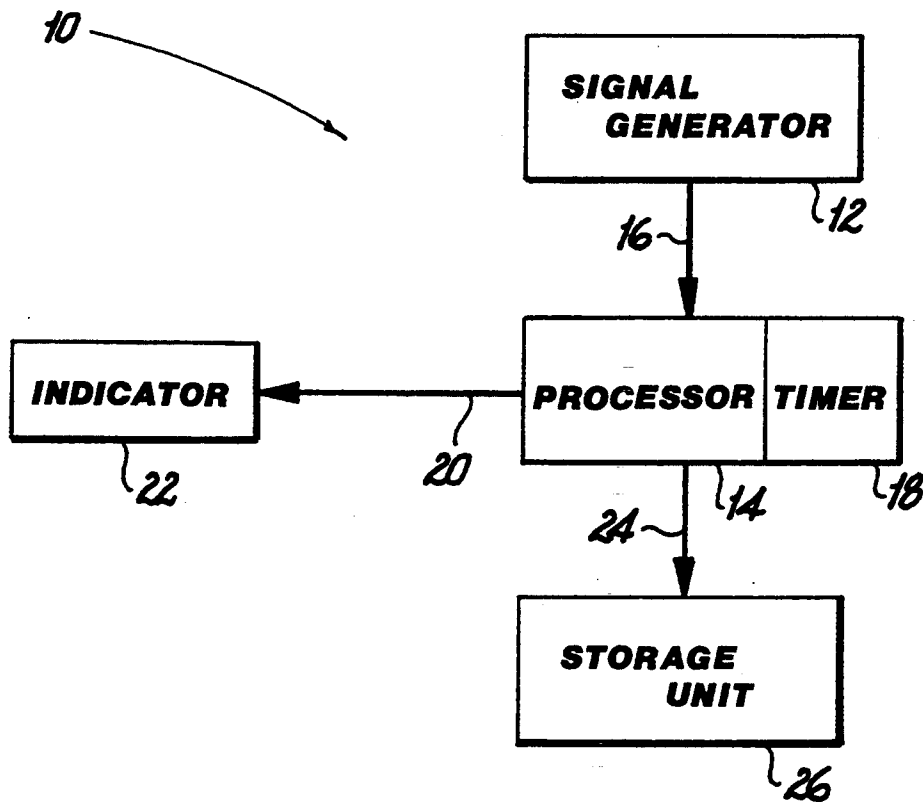 10
SIGNAL
GENERATOR
12
16
INDICATOR
22
20
PROCESSOR
TIMER
14
18
24
STORAGE
UNIT
26